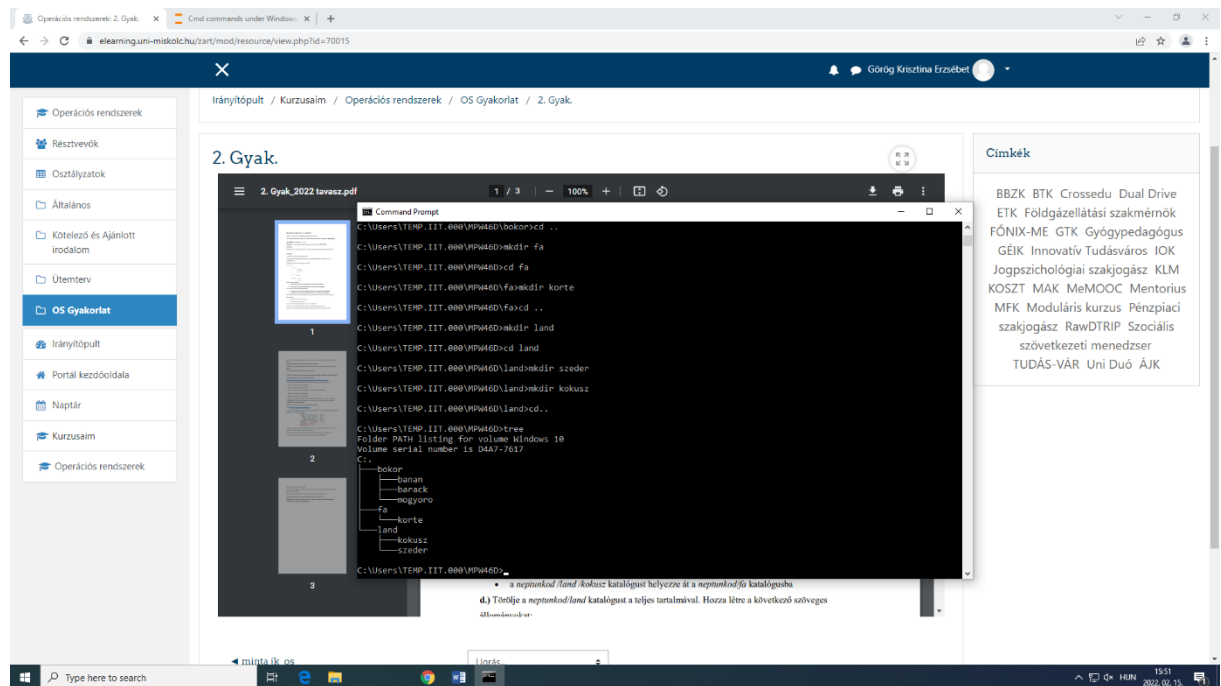 Operációs rendszerek: 2. Gyak.
Cmd commands under Windows
elearning.uni-miskolc.hu/zart/mod/resource/view.php?id=70015
Görög Krisztina Erzsébet
Irányítópult / Kurzusaim / Operációs rendszerek / OS Gyakorlat / 2. Gyak.
Operációs rendszerek
Résztvevők
Osztályzatok
Általános
Kötelező és Ajánlott
irodalom
Ütemterv
OS Gyakorlat
Irányítópult
Portál kezdőoldala
Naptár
Kurzusaim
Operációs rendszerek
2. Gyak.
2. Gyak_2022 tavasz.pdf
1 / 3
100%
1
2
3
Command Prompt
C:\Users\TEMP.IIT.000\MPW46D\bokor>cd ..
C:\Users\TEMP.IIT.000\MPW46D>mkdir fa
C:\Users\TEMP.IIT.000\MPW46D>cd fa
C:\Users\TEMP.IIT.000\MPW46D\fa>mkdir korte
C:\Users\TEMP.IIT.000\MPW46D\fa>cd ..
C:\Users\TEMP.IIT.000\MPW46D>mkdir land
C:\Users\TEMP.IIT.000\MPW46D>cd land
C:\Users\TEMP.IIT.000\MPW46D\land>mkdir szeder
C:\Users\TEMP.IIT.000\MPW46D\land>mkdir kokusz
C:\Users\TEMP.IIT.000\MPW46D\land>cd..
C:\Users\TEMP.IIT.000\MPW46D>tree
Folder PATH listing for volume Windows 10
Volume serial number is D4A7-7617
C:.
├───bokor
│   ├───banan
│   ├───barack
│   └───mogyoro
├───fa
│   └───korte
└───land
    ├───kokusz
    └───szeder
C:\Users\TEMP.IIT.000\MPW46D>_
• a neptunkod /land /kokusz katalógust helyezze át a neptunkod/fa katalógusba
d.) Törölje a neptunkod/land katalógust a teljes tartalmával. Hozza létre a következő szöveges
állományokat:
◄ minta jk_os
Ugrás...
Címkék
BBZK BTK Crossedu Dual Drive
ETK Földgázellátási szakmérnök
FŐNIX-ME GTK Gyógypedagógus
GÉIK Innovatív Tudásváros IOK
Jogpszichológiai szakjogász KLM
KOSZT MAK MeMOOC Mentorius
MFK Moduláris kurzus Pénzpiaci
szakjogász RawDTRIP Szociális
szövetkezeti menedzser
TUDÁS-VÁR Uni Duó ÁJK
Type here to search
HUN
15:51
2022. 02. 15.